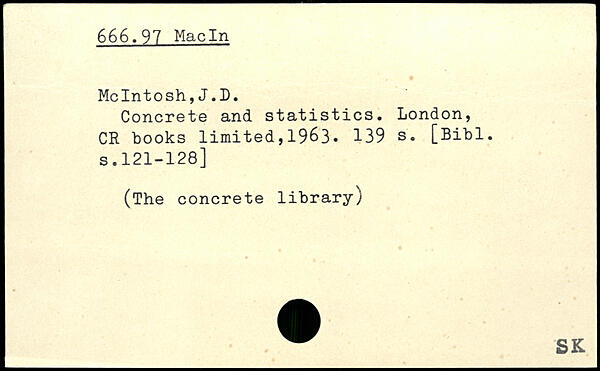 666.97 MacIn
McIntosh,J.D.
Concrete and statistics. London,
CR books limited,1963. 139 s. [Bibl.
s.121-128]
(The concrete library)
SK